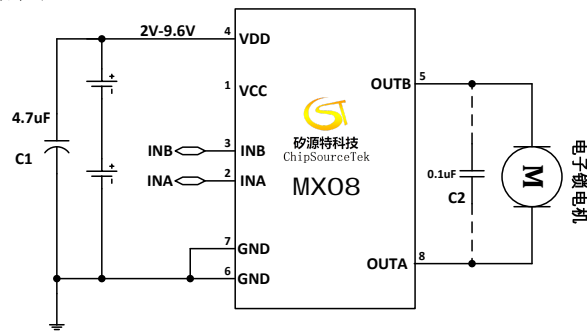 2V-9.6V
4
VDD
1
VCC
4.7uF
C1
INB
3
INB
INA
2
INA
7
GND
6
GND
矽源特科技
ChipSourceTek
MX08
5
OUTB
8
OUTA
0.1uF
C2
M
电子锁电机